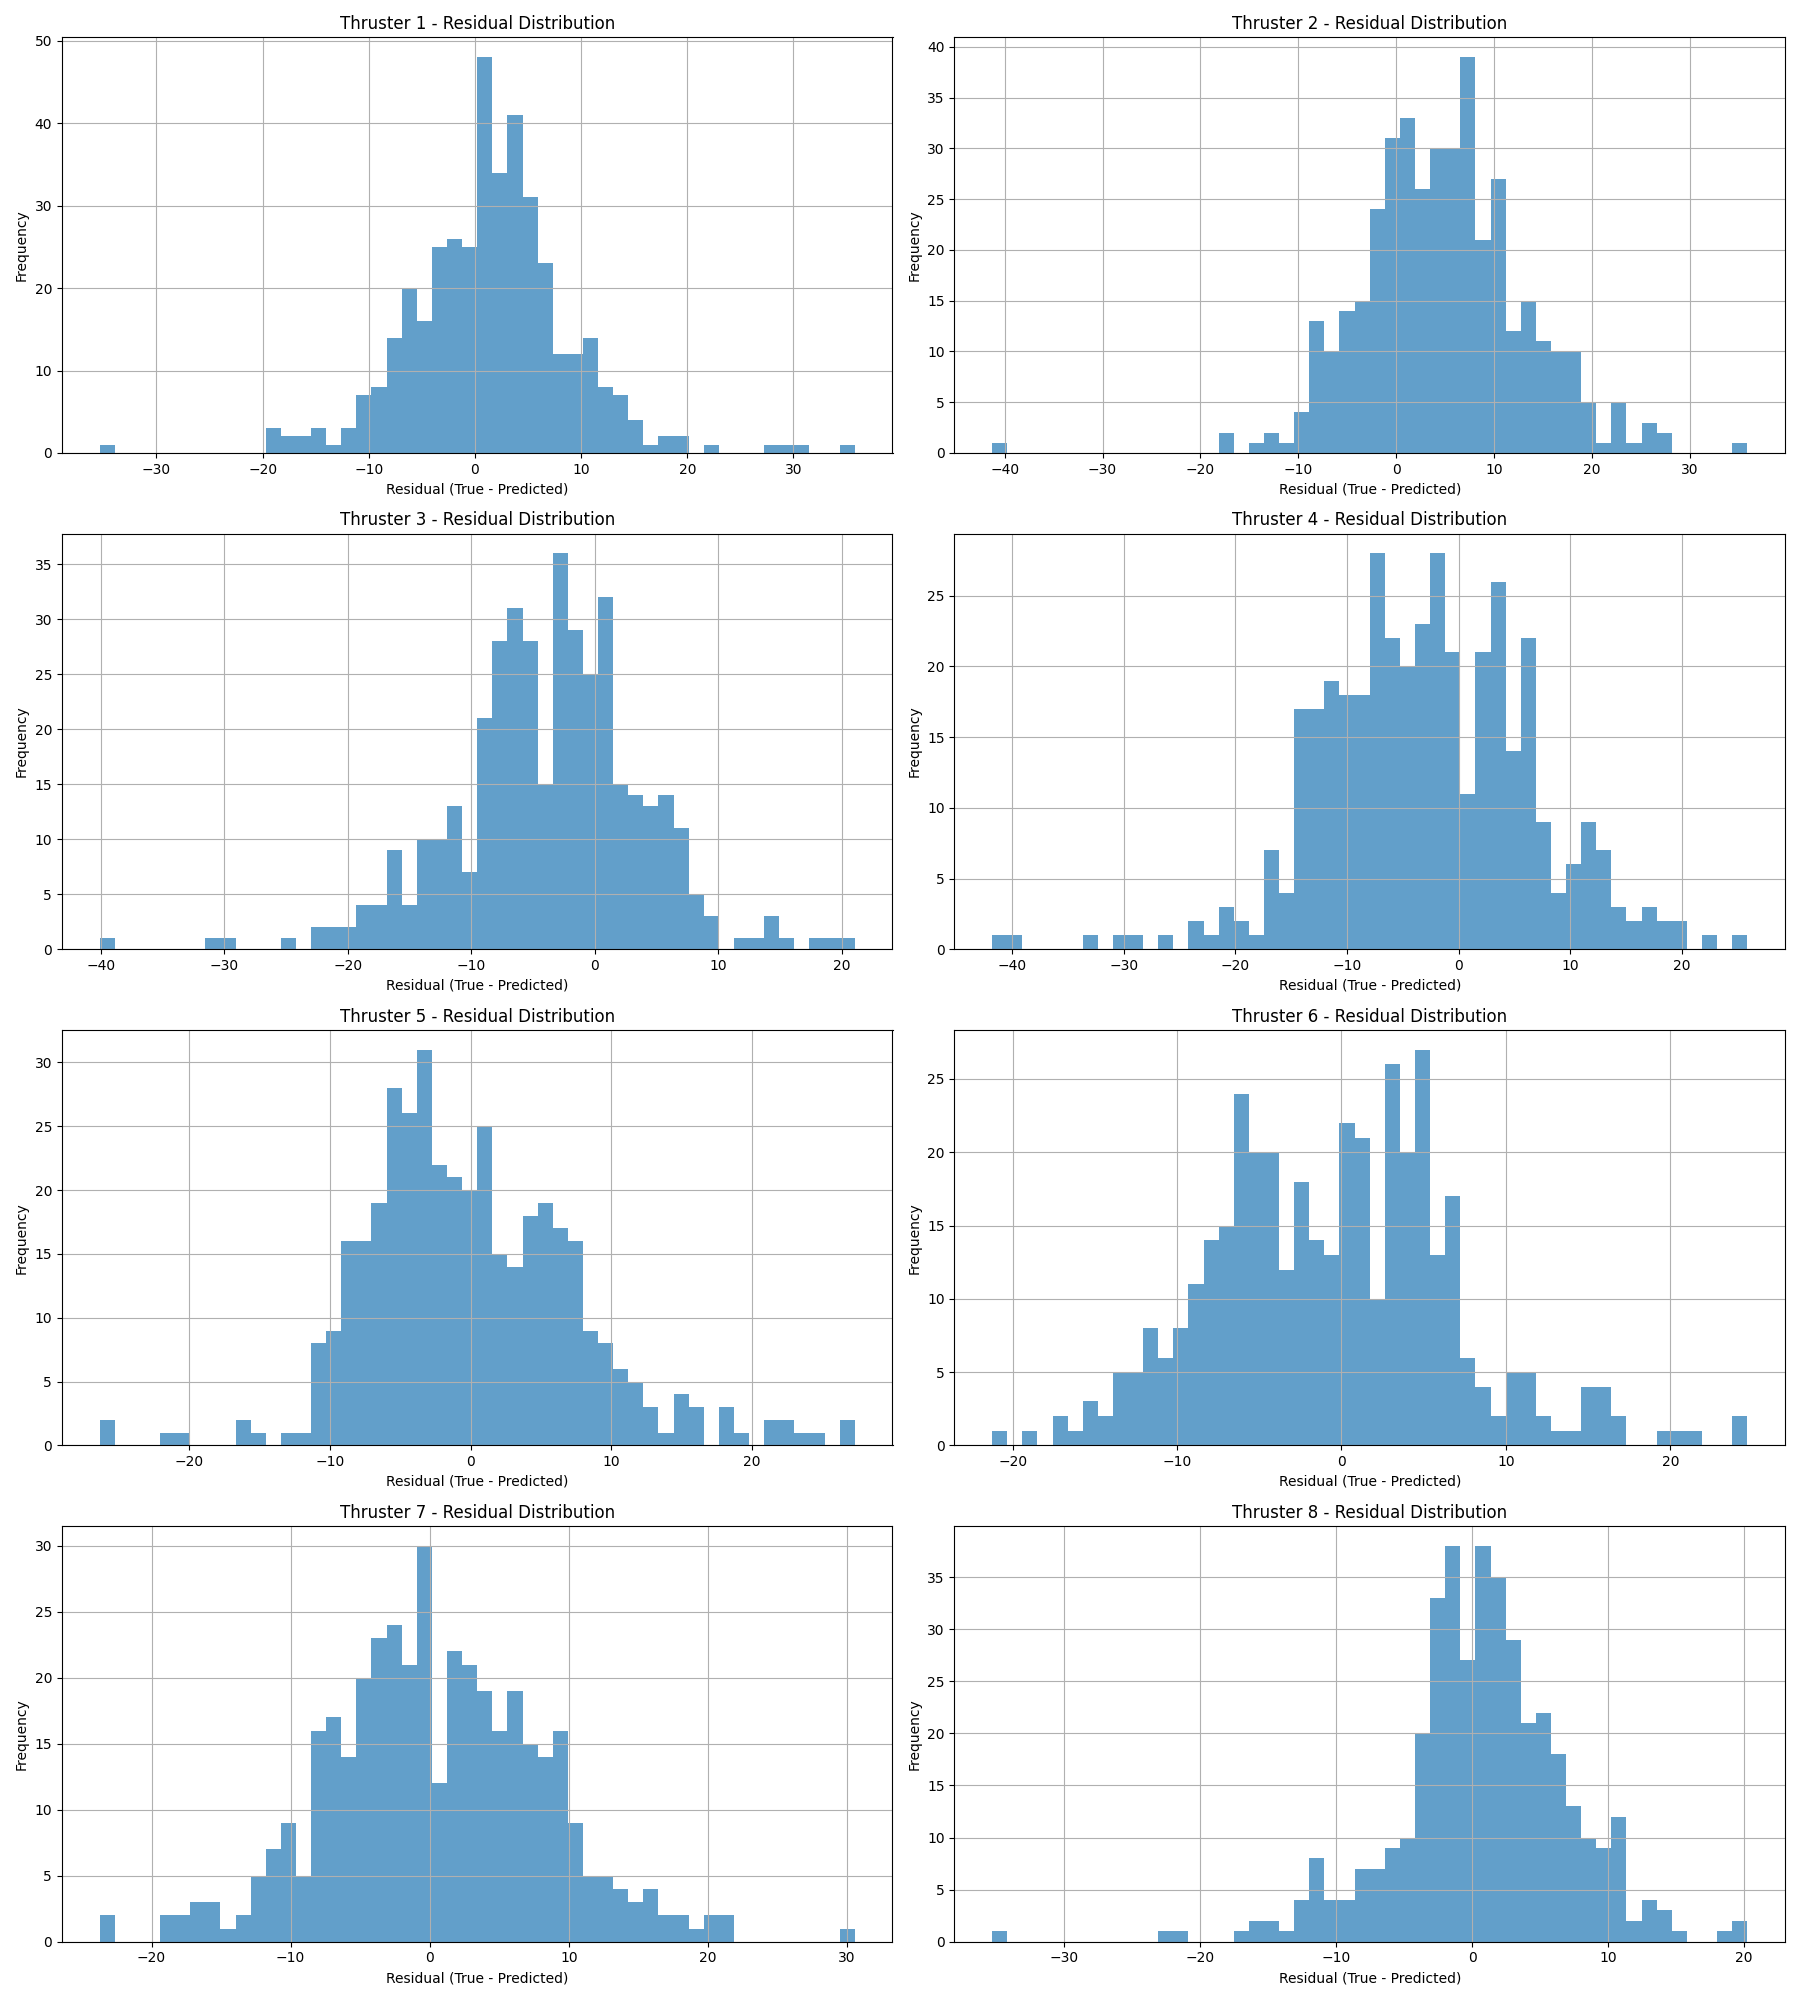 Thruster 1 - Residual Distribution
Frequency
50
40
30
20
10
0
−30 −20 −10 0 10 20 30
Residual (True - Predicted)
Thruster 2 - Residual Distribution
Frequency
40
35
30
25
20
15
10
5
0
−40 −30 −20 −10 0 10 20 30
Residual (True - Predicted)
Thruster 3 - Residual Distribution
Frequency
35
30
25
20
15
10
5
0
−40 −30 −20 −10 0 10 20
Residual (True - Predicted)
Thruster 4 - Residual Distribution
Frequency
25
20
15
10
5
0
−40 −30 −20 −10 0 10 20
Residual (True - Predicted)
Thruster 5 - Residual Distribution
Frequency
30
25
20
15
10
5
0
−20 −10 0 10 20
Residual (True - Predicted)
Thruster 6 - Residual Distribution
Frequency
25
20
15
10
5
0
−20 −10 0 10 20
Residual (True - Predicted)
Thruster 7 - Residual Distribution
Frequency
30
25
20
15
10
5
0
−20 −10 0 10 20 30
Residual (True - Predicted)
Thruster 8 - Residual Distribution
Frequency
35
30
25
20
15
10
5
0
−30 −20 −10 0 10 20
Residual (True - Predicted)